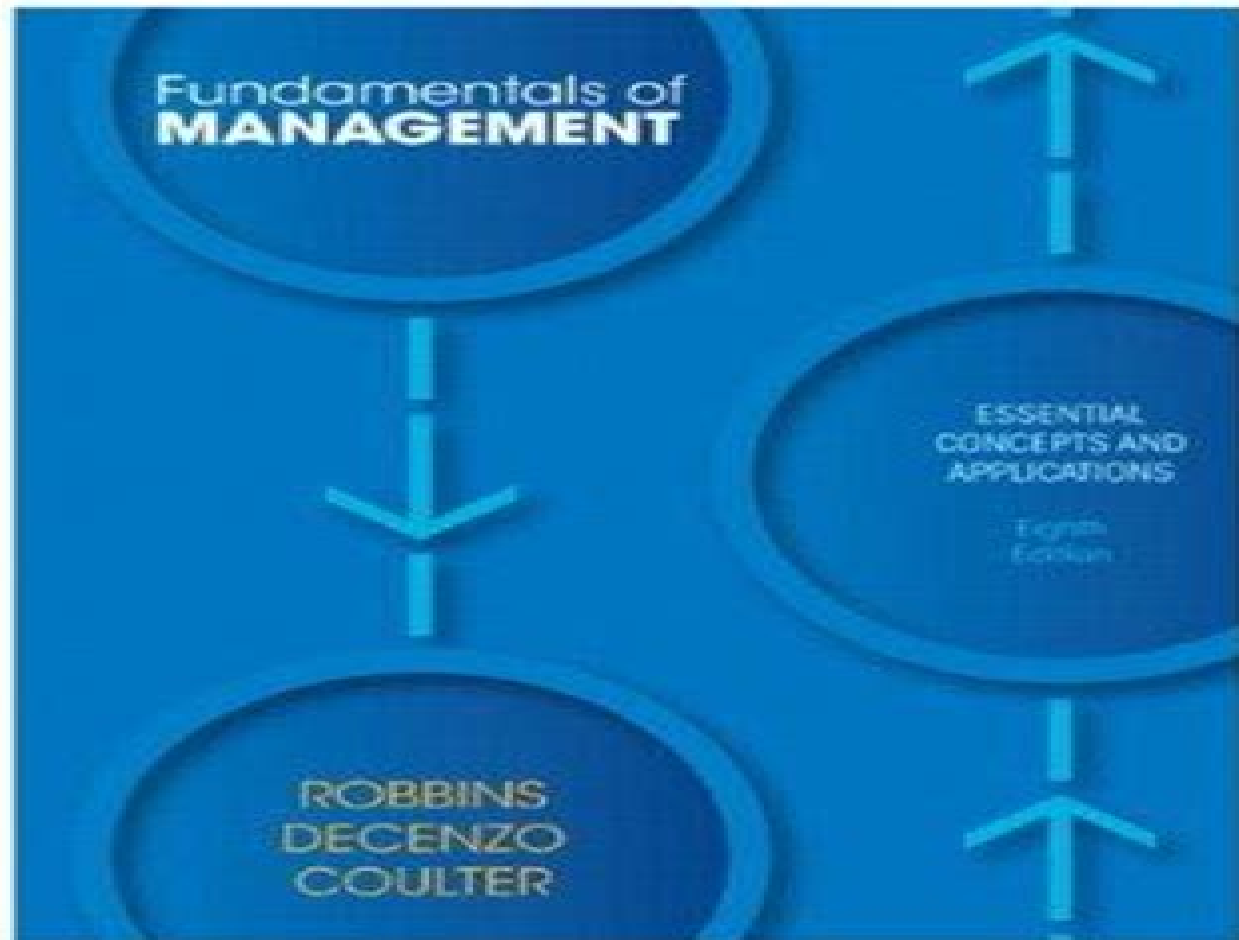 Fundamentals of
MANAGEMENT
ESSENTIAL
CONCEPTS AND
APPLICATIONS
Eighth
Edition
ROBBINS
DECENZO
COULTER